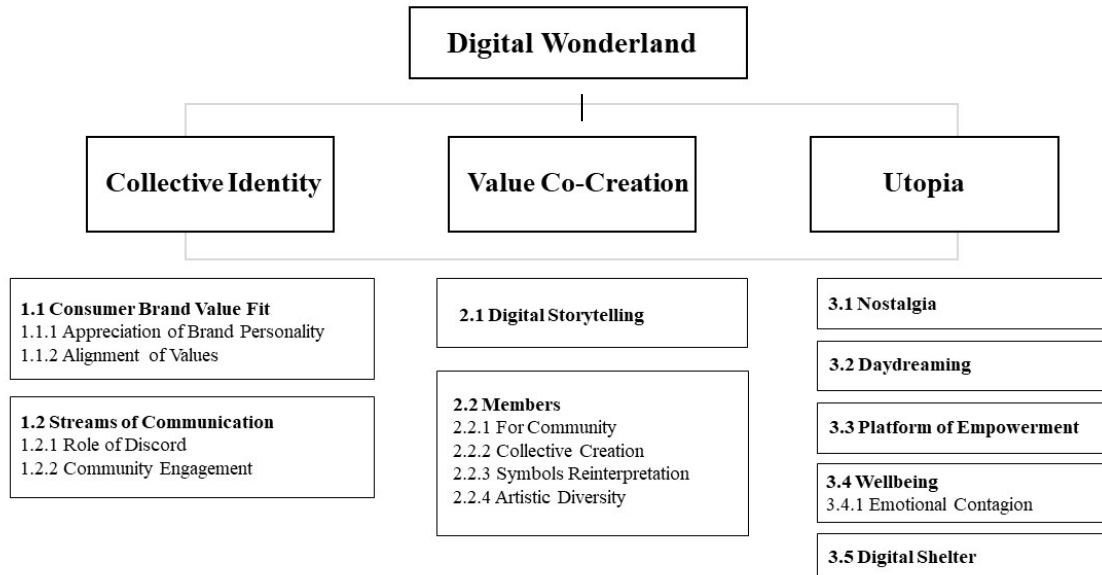 Digital Wonderland
Collective Identity
Value Co-Creation
Utopia
1.1 Consumer Brand Value Fit
1.1.1 Appreciation of Brand Personality
1.1.2 Alignment of Values
1.2 Streams of Communication
1.2.1 Role of Discord
1.2.2 Community Engagement
2.1 Digital Storytelling
2.2 Members
2.2.1 For Community
2.2.2 Collective Creation
2.2.3 Symbols Reinterpretation
2.2.4 Artistic Diversity
3.1 Nostalgia
3.2 Daydreaming
3.3 Platform of Empowerment
3.4 Wellbeing
3.4.1 Emotional Contagion
3.5 Digital Shelter